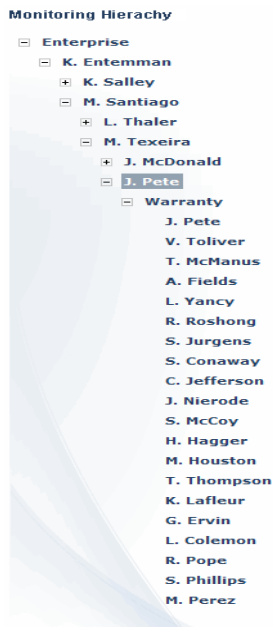 Monitoring Hierachy
Enterprise
K. Entemman
K. Salley
M. Santiago
L. Thaler
M. Texeira
J. McDonald
J. Pete
Warranty
J. Pete
V. Toliver
T. McManus
A. Fields
L. Yancy
R. Roshong
S. Jurgens
S. Conaway
C. Jefferson
J. Nierode
S. McCoy
H. Hagger
M. Houston
T. Thompson
K. Lafleur
G. Ervin
L. Colemon
R. Pope
S. Phillips
M. Perez